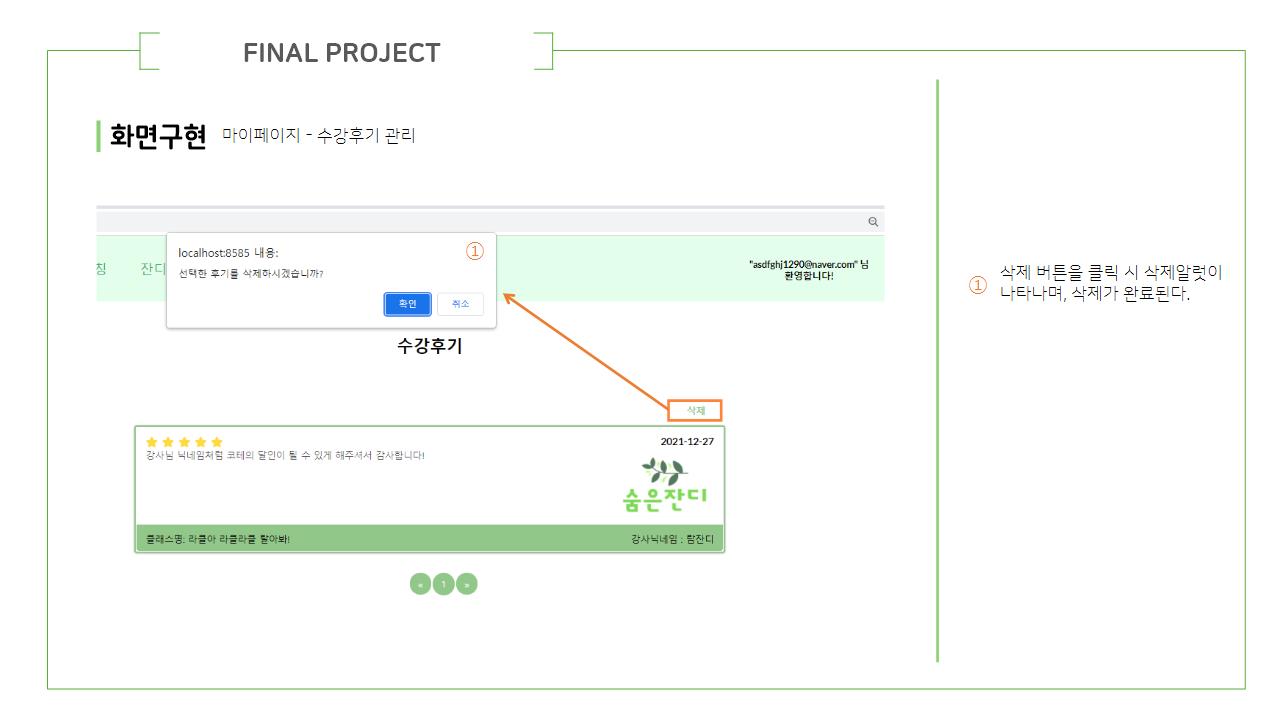 FINAL PROJECT
화면구현 마이페이지 - 수강후기 관리
localhost:8585 내용:
①
선택한 후기를 삭제하시겠습니까?
확인 취소
칭 잔디
"asdfghj1290@naver.com" 님
환영합니다!
수강후기
삭제
2021-12-27
강사님 닉네임처럼 코테의 달인이 될 수 있게 해주셔서 감사합니다!
숨은잔디
클래스명: 라클아 라클라클 탈아봐!
강사닉네임 : 탐잔디
« 1 »
① 삭제 버튼을 클릭 시 삭제알럿이
나타나며, 삭제가 완료된다.